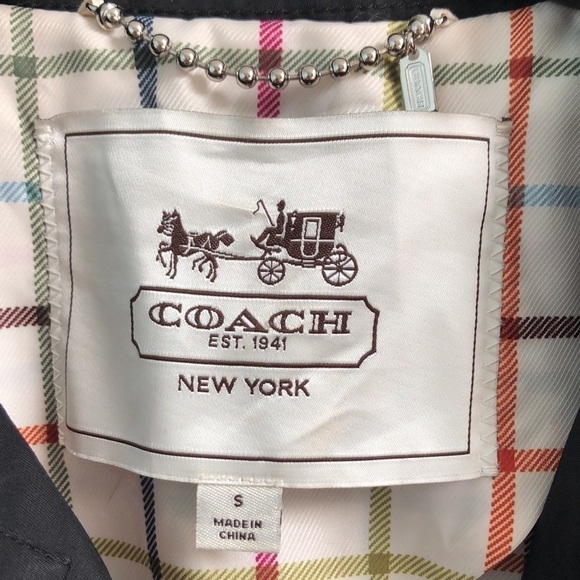 COACH
EST. 1941
NEW YORK
S
MADE IN
CHINA